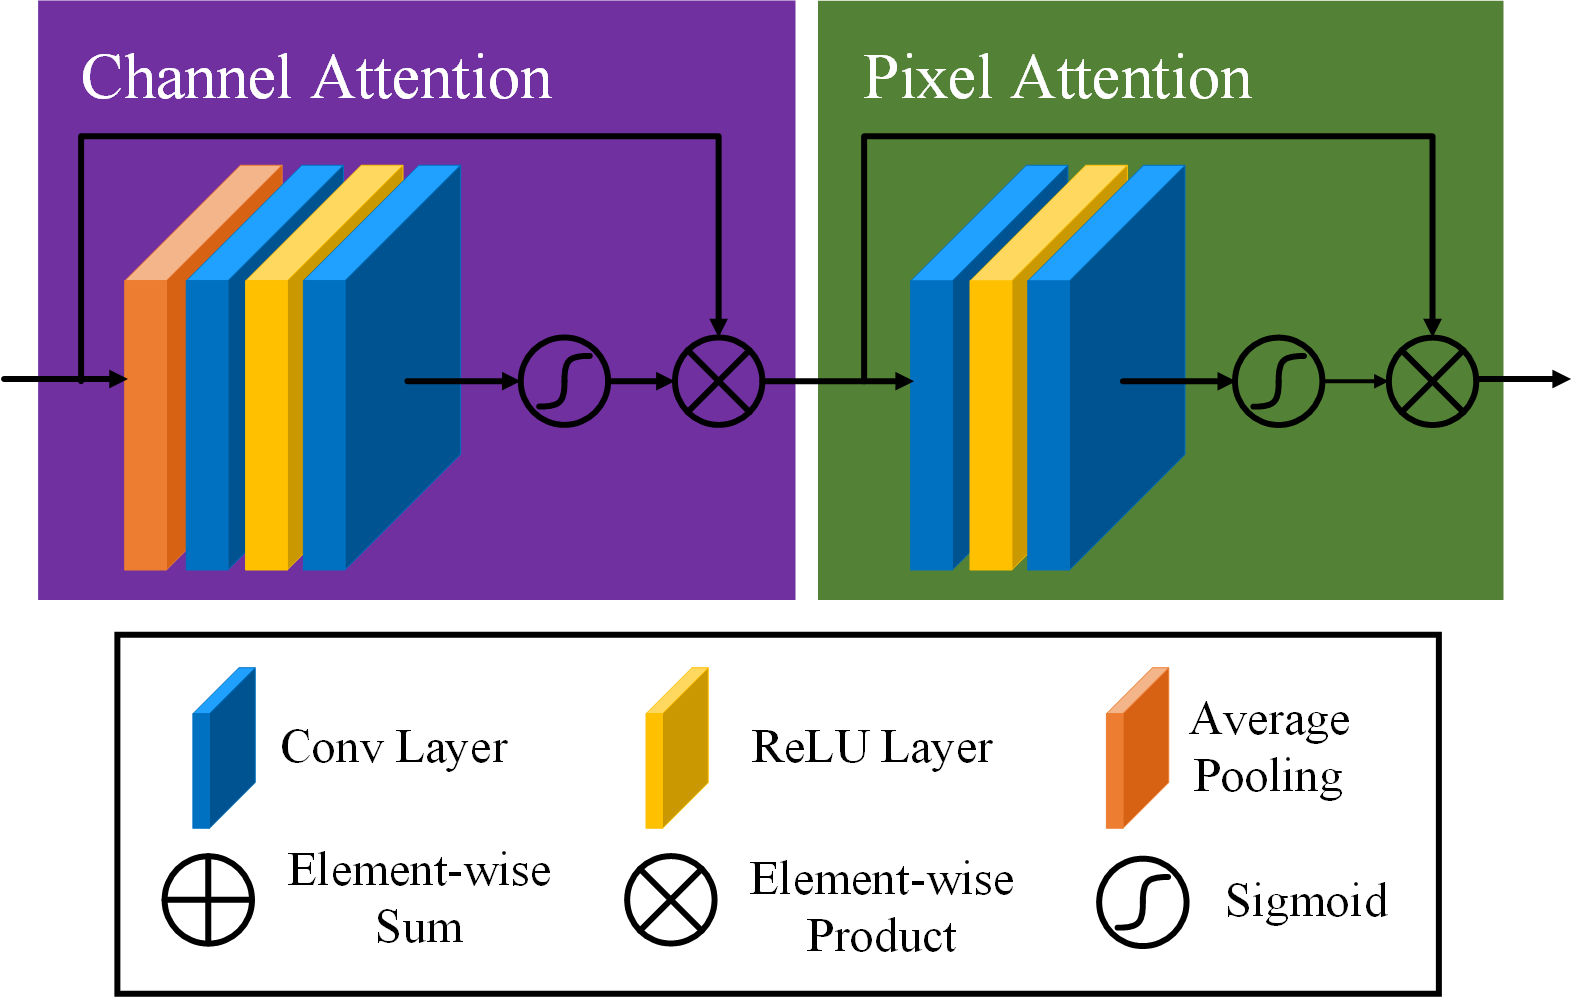 Channel Attention
Pixel Attention
Conv Layer
ReLU Layer
Average
Pooling
Element-wise
Sum
Element-wise
Product
Sigmoid